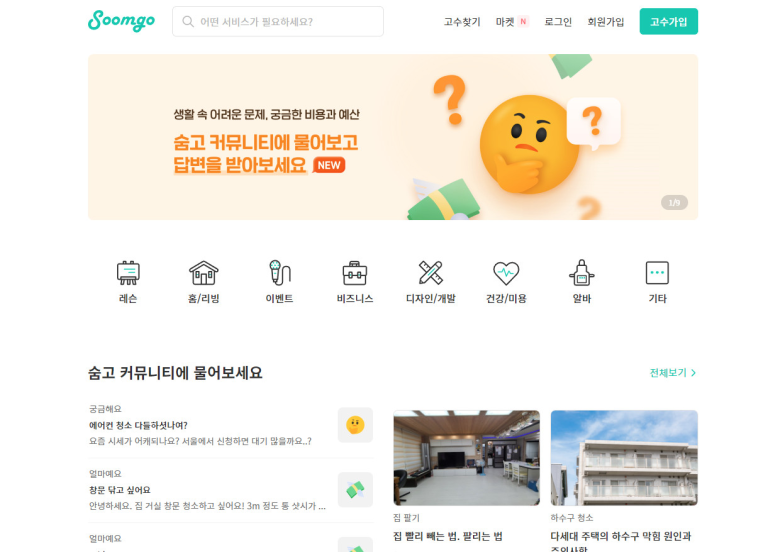 Soomgo
어떤 서비스가 필요하세요?
고수찾기
마켓 N
로그인
회원가입
고수가입
생활 속 어려운 문제, 궁금한 비용과 예산
숨고 커뮤니티에 물어보고
답변을 받아보세요 NEW
1/9
레슨
홈/리빙
이벤트
비즈니스
디자인/개발
건강/미용
알바
기타
숨고 커뮤니티에 물어보세요
전체보기 >
궁금해요
에어컨 청소 다들하셧나여?
요즘 시세가 어캐되나요? 서울에서 신청하면 대기 많을까요..?
얼마예요
창문 닦고 싶어요
안녕하세요. 집 거실 창문 청소하고 싶어요! 3m 정도 통 샷시가 ...
얼마예요
집 팔기
집 빨리 빼는 법. 팔리는 법
하수구 청소
다세대 주택의 하수구 막힘 원인과
주의사항